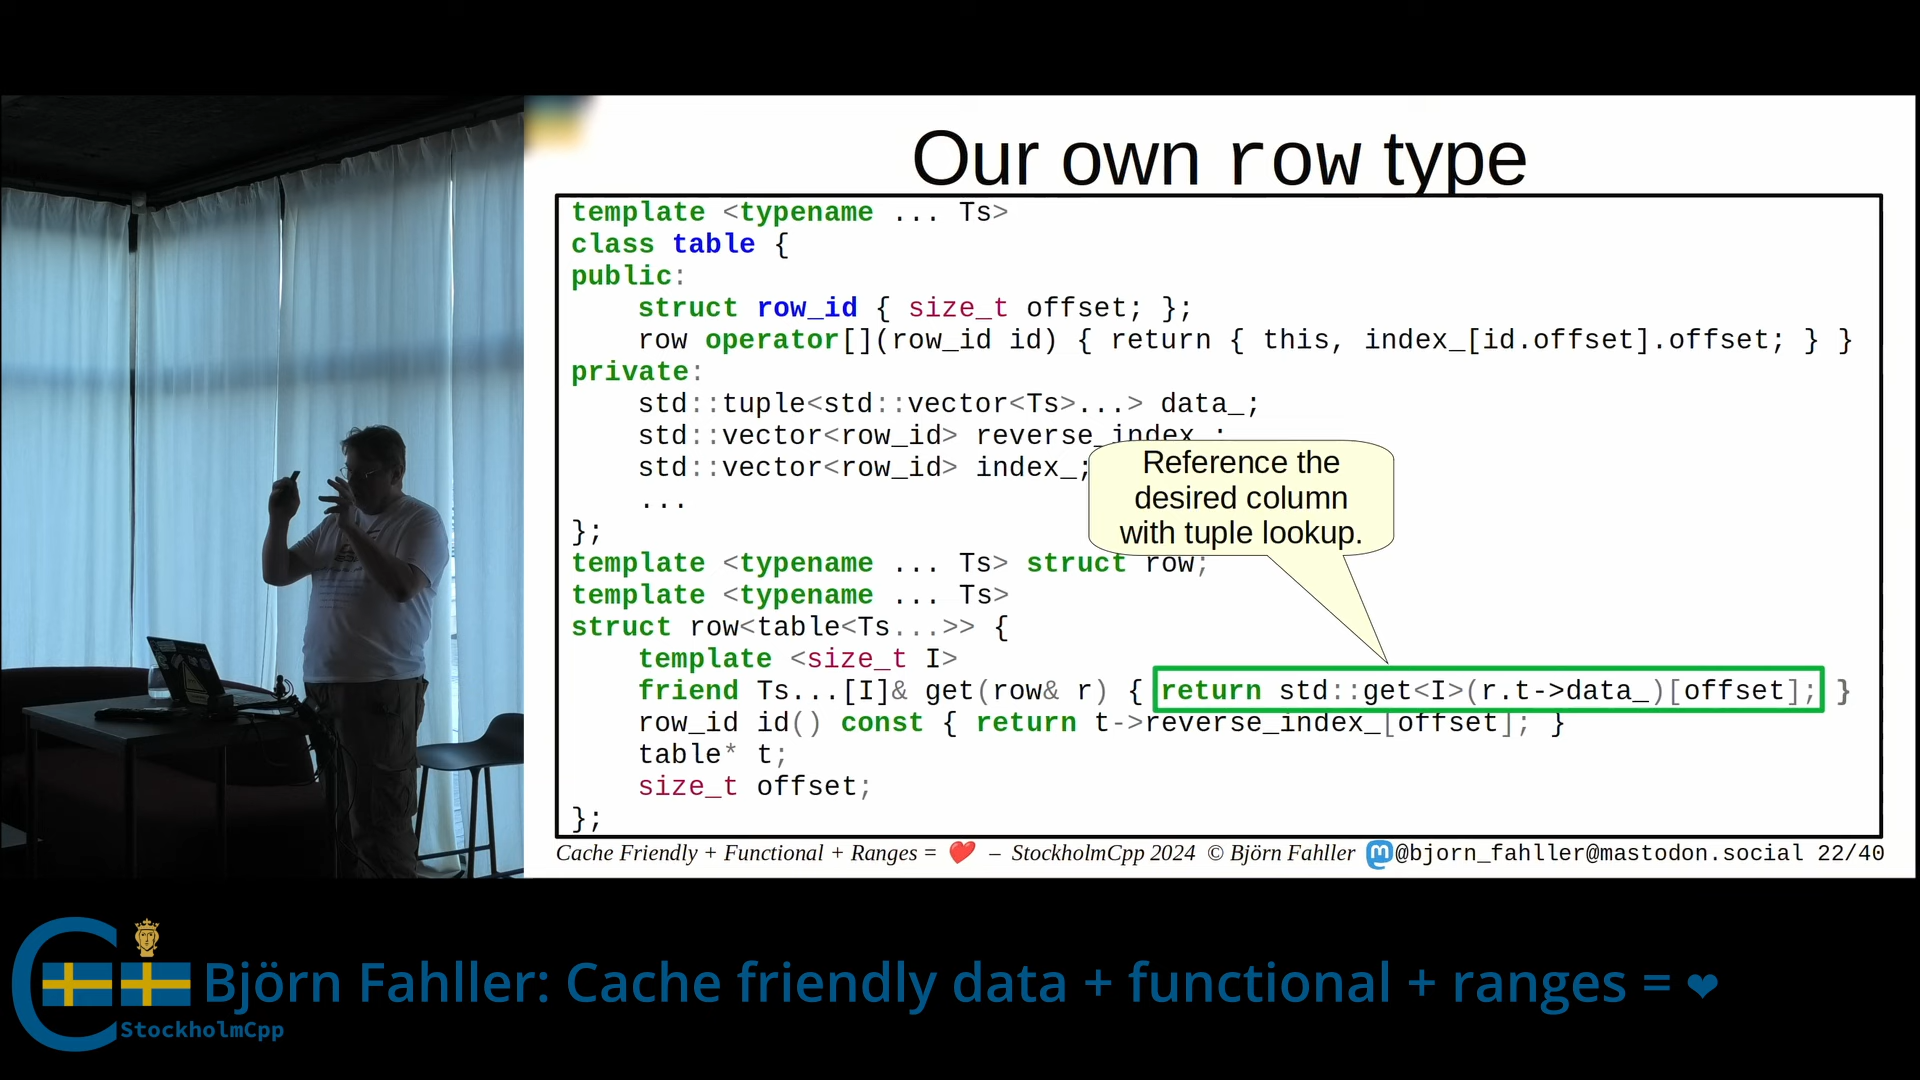 Our own row type
template <typename ... Ts>
class table {
public:
struct row_id { size_t offset; };
row operator[](row_id id) { return { this, index_[id.offset].offset; } }
private:
std::tuple<std::vector<Ts>...> data_;
std::vector<row_id> reverse_index_;
std::vector<row_id> index_;
...
};
Reference the
desired column
with tuple lookup.
template <typename ... Ts> struct row;
template <typename ... Ts>
struct row<table<Ts...>> {
template <size_t I>
friend Ts...[I]& get(row& r) { return std::get<I>(r.t->data_)[offset]; }
row_id id() const { return t->reverse_index_[offset]; }
table* t;
size_t offset;
};
Cache Friendly + Functional + Ranges = ❤️ – StockholmCpp 2024 © Björn Fahller @bjorn_fahller@mastodon.social 22/40
Björn Fahller: Cache friendly data + functional + ranges = ❤
StockholmCpp